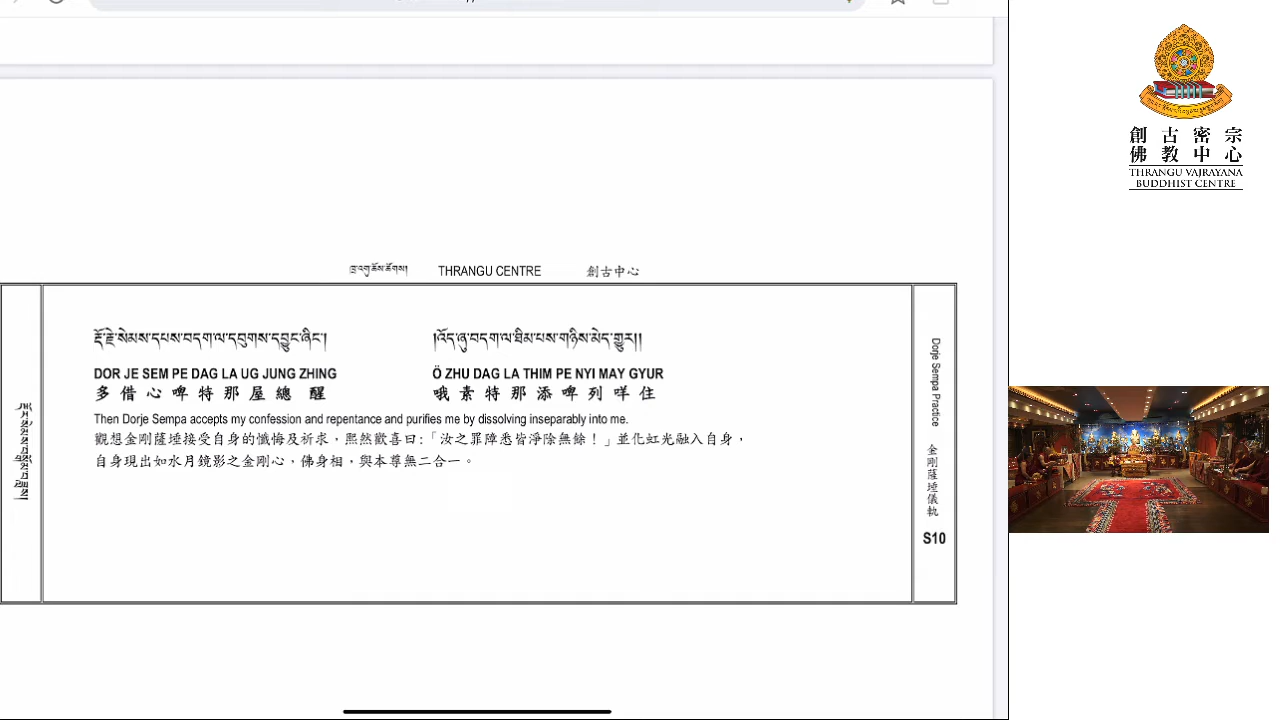 創古密宗
佛教中心
THRANGU VAJRAYANA
BUDDHIST CENTRE
ཁྲ་འགུ་ཆོས་ཚོགས།	THRANGU CENTRE	創古中心
རྡོ་རྗེ་སེམས་དཔས་བདག་ལ་དབུགས་དབྱུང་ཞིང་།	།འོད་ཞུ་བདག་ལ་ཐིམ་པས་གཉིས་མེད་གྱུར།།
DOR JE SEM PE DAG LA UG JUNG ZHING	Ö ZHU DAG LA THIM PE NYI MAY GYUR
多借心啤特那屋總醒	哦素特那添啤列咩住
Then Dorje Sempa accepts my confession and repentance and purifies me by dissolving inseparably into me.
觀想金剛薩埵接受自身的懺悔及祈求，熙然歡喜曰:「汝之罪障悉皆淨除無餘！」並化虹光融入自身，
自身現出如水月鏡影之金剛心，佛身相，與本尊無二合一。
Dorje Sempa Practice 金剛薩埵儀軌
S10